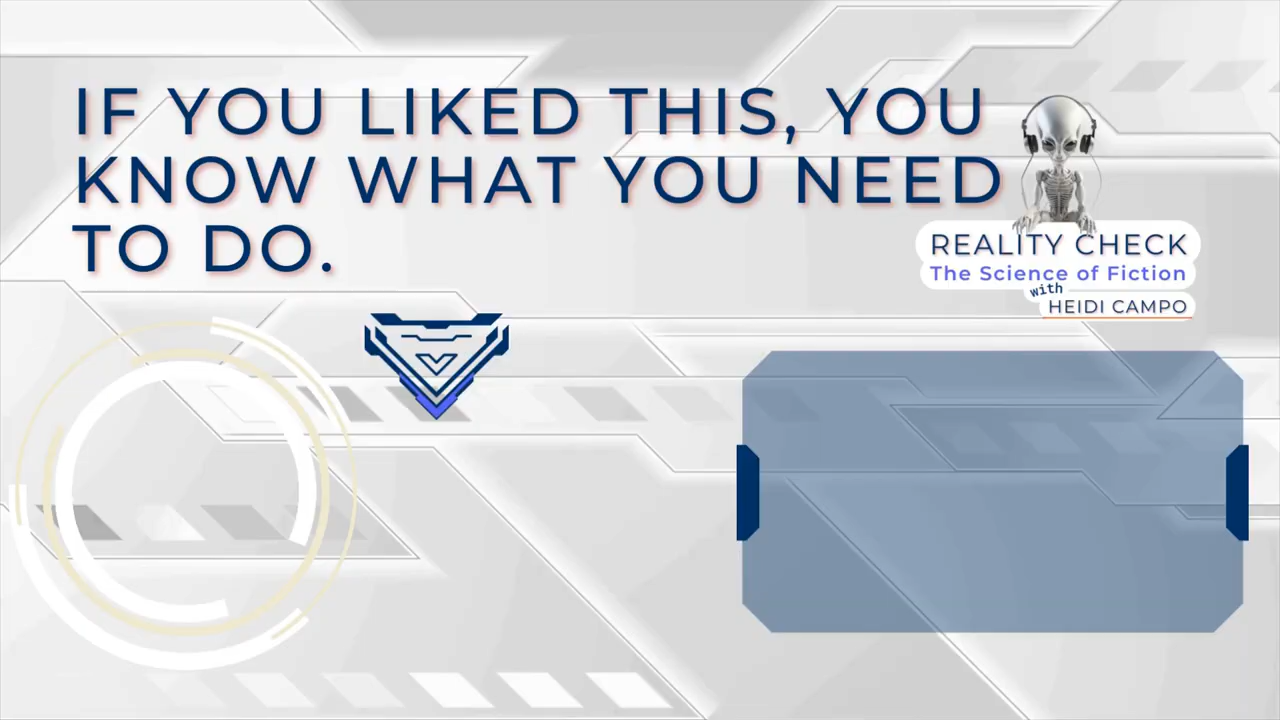 IF YOU LIKED THIS, YOU
KNOW WHAT YOU NEED
TO DO.
REALITY CHECK
The Science of Fiction
with
HEIDI CAMPO